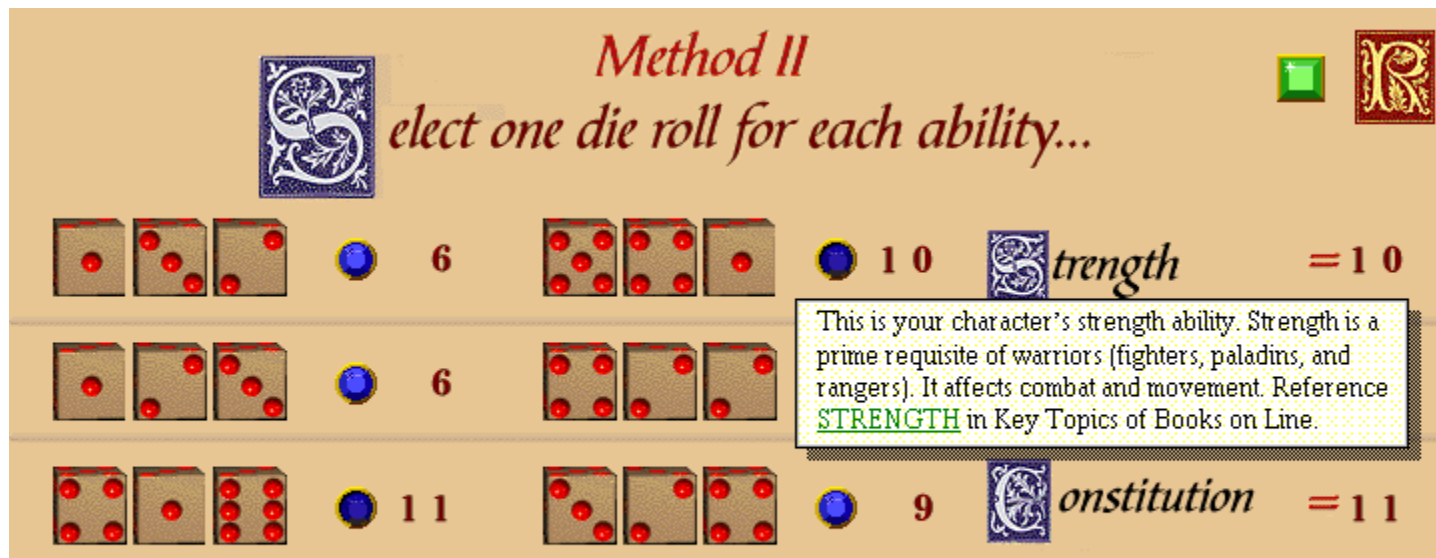 Method II
Select one die roll for each ability...
R
6 10 Strength =10
This is your character's strength ability. Strength is a
prime requisite of warriors (fighters, paladins, and
rangers). It affects combat and movement. Reference
STRENGTH in Key Topics of Books on Line.
6
11 9 Constitution =11